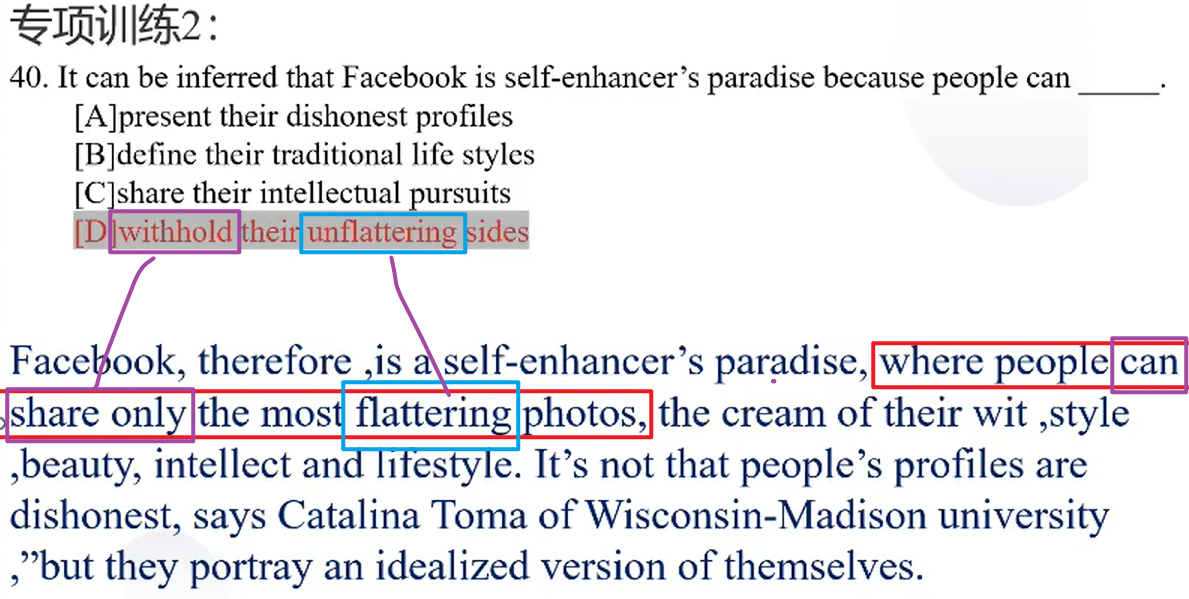 专项训练2：
40. It can be inferred that Facebook is self-enhancer’s paradise because people can _____.
[A]present their dishonest profiles
[B]define their traditional life styles
[C]share their intellectual pursuits
[D]withhold their unflattering sides
Facebook, therefore ,is a self-enhancer’s paradise, where people can
share only the most flattering photos, the cream of their wit ,style
,beauty, intellect and lifestyle. It’s not that people’s profiles are
dishonest, says Catalina Toma of Wisconsin-Madison university
,”but they portray an idealized version of themselves.